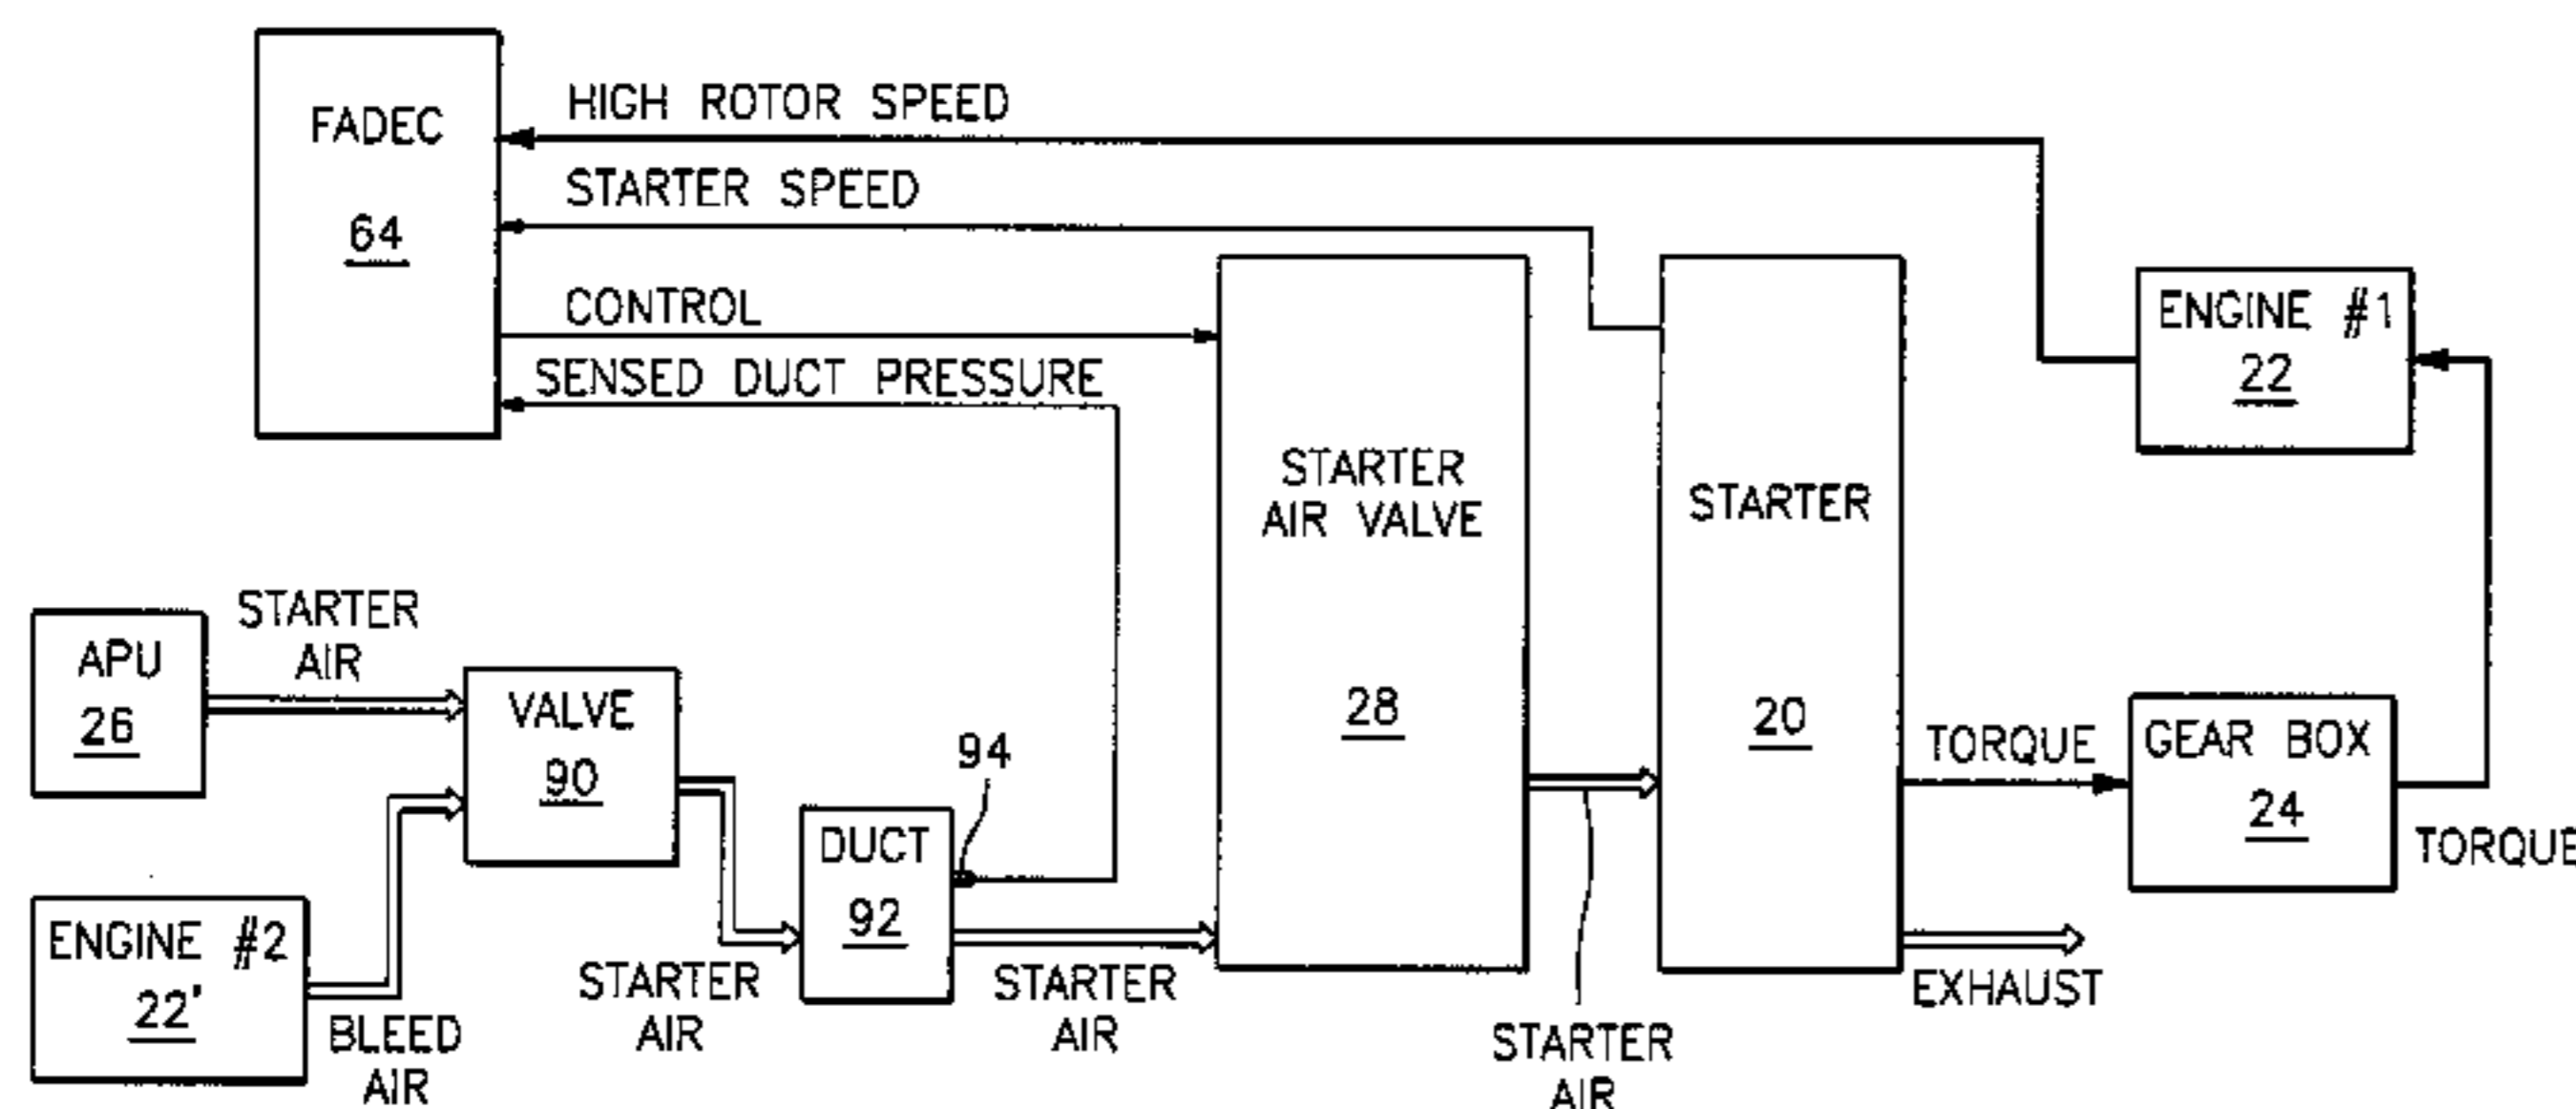 FADEC
64
HIGH ROTOR SPEED
STARTER SPEED
CONTROL
SENSED DUCT PRESSURE
STARTER
AIR VALVE
28
STARTER
20
ENGINE #1
22
APU
26
STARTER
AIR
VALVE
90
94
DUCT
92
TORQUE
GEAR BOX
24
TORQUE
ENGINE #2
22'
BLEED
AIR
STARTER
AIR
STARTER
AIR
STARTER
AIR
EXHAUST